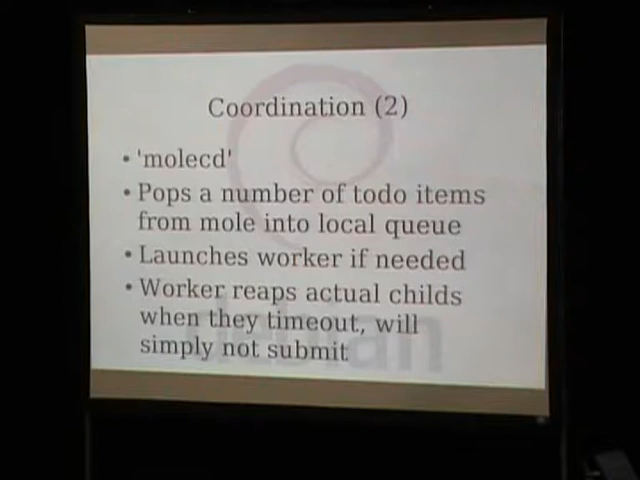 Coordination (2)
• 'molecd'
• Pops a number of todo items
from mole into local queue
• Launches worker if needed
• Worker reaps actual childs
when they timeout, will
simply not submit
debian